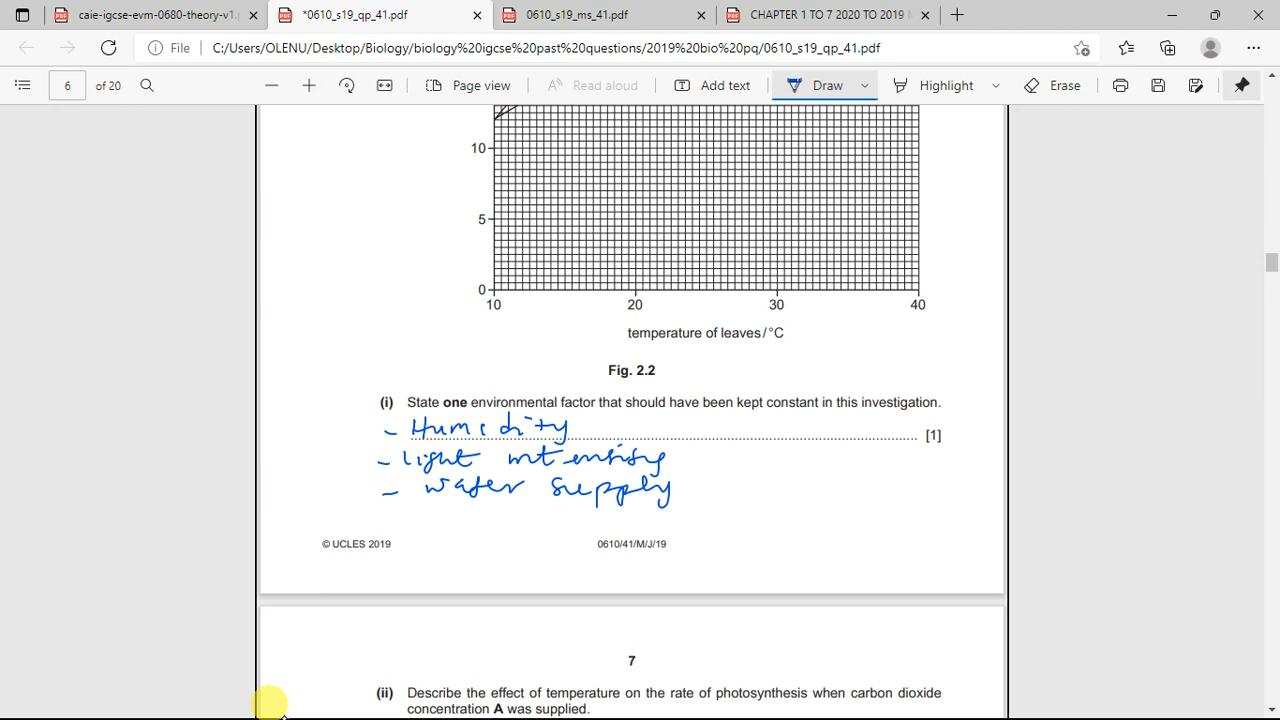 caie-igcse-evm-0680-theory-v1.
*0610_s19_qp_41.pdf
0610_s19_ms_41.pdf
CHAPTER 1 TO 7 2020 TO 2019 M
File C:/Users/OLENU/Desktop/Biology/biology%20igcse%20past%20questions/2019%20bio%20pq/0610_s19_qp_41.pdf
6 of 20 Page view Read aloud Add text Draw Highlight Erase
10
5
0
10 20 30 40
temperature of leaves / °C
Fig. 2.2
(i) State one environmental factor that should have been kept constant in this investigation.
- Humidity
[1]
- light intensity
- water supply
© UCLES 2019 0610/41/M/J/19
7
(ii) Describe the effect of temperature on the rate of photosynthesis when carbon dioxide
concentration A was supplied.